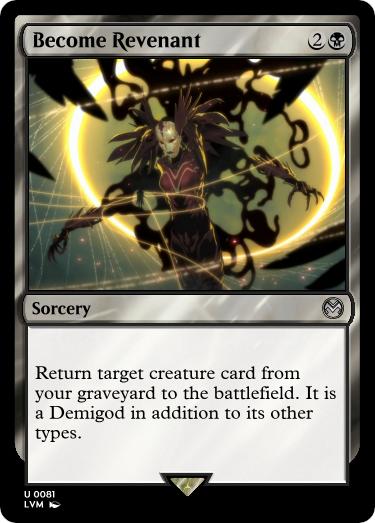 Become Revenant 2
Sorcery
Return target creature card from
your graveyard to the battlefield. It is
a Demigod in addition to its other
types.
U 0081
LVM